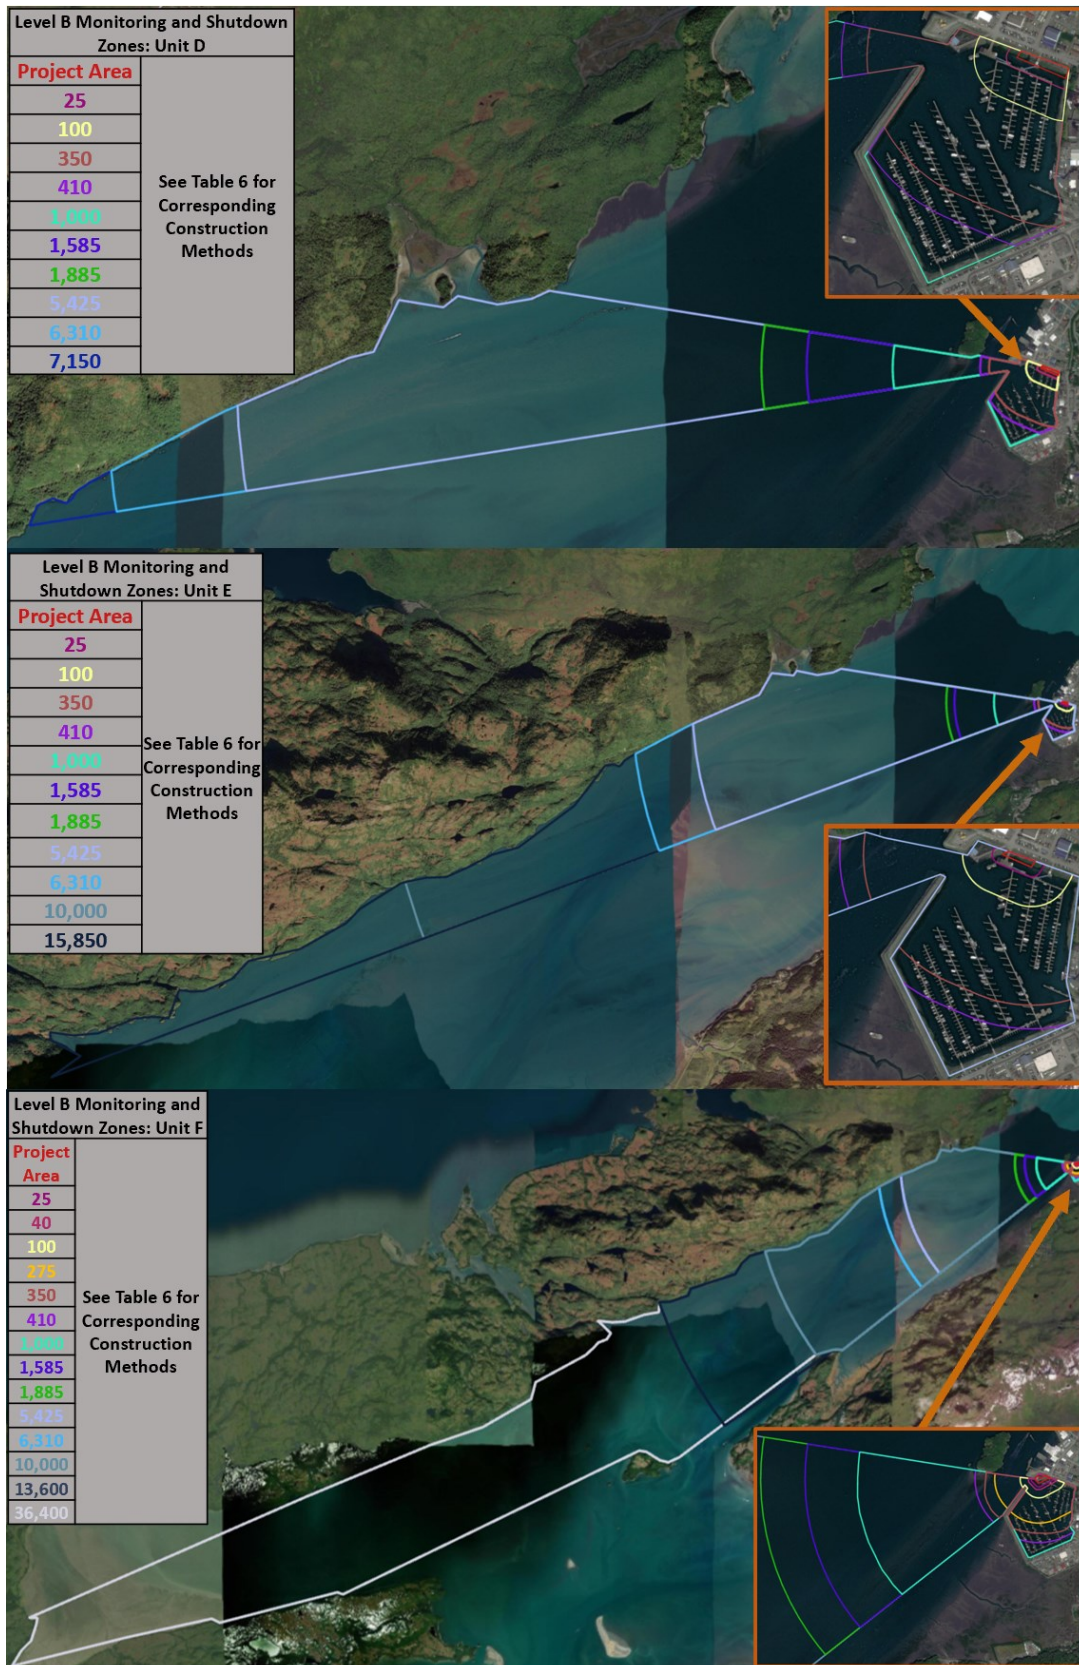 Level B Monitoring and Shutdown
Zones: Unit D
Project Area
25
100
350
410
1,000
1,585
1,885
5,425
6,310
7,150
See Table 6 for
Corresponding
Construction
Methods
Level B Monitoring and
Shutdown Zones: Unit E
Project Area
25
100
350
410
1,000
1,585
1,885
5,425
6,310
10,000
15,850
See Table 6 for
Corresponding
Construction
Methods
Level B Monitoring and
Shutdown Zones: Unit F
Project
Area
25
40
100
275
350
410
1,000
1,585
1,885
5,425
6,310
10,000
13,600
36,400
See Table 6 for
Corresponding
Construction
Methods